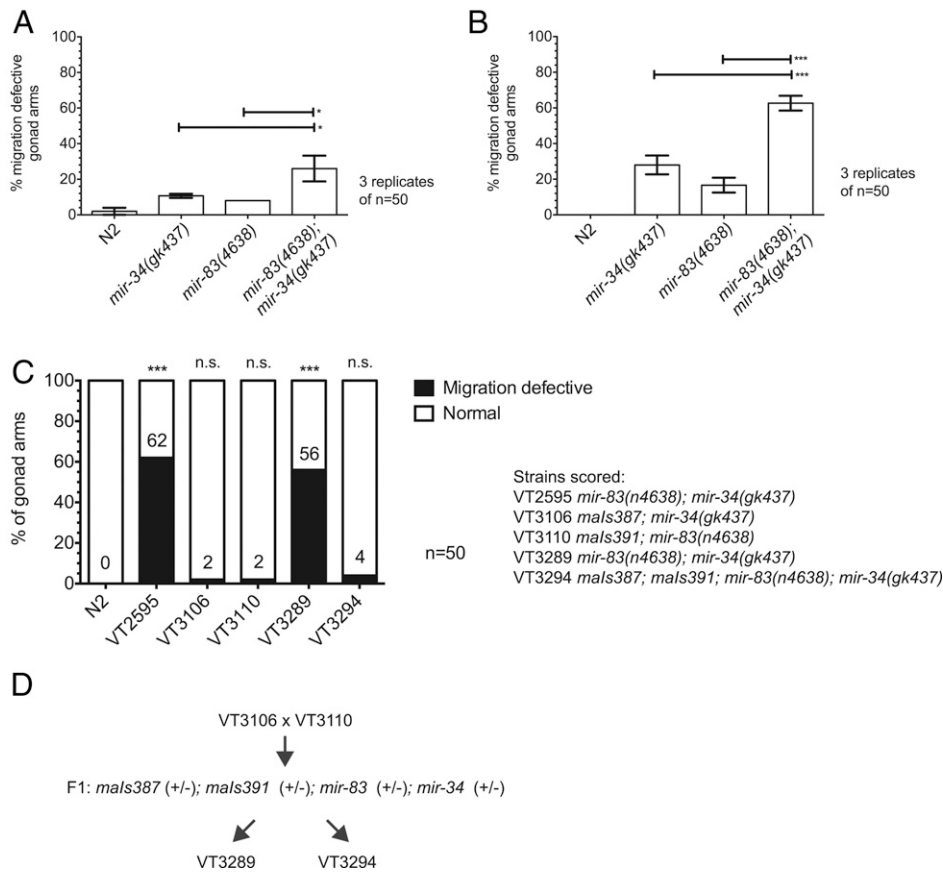 A
% migration defective
gonad arms
100
80
60
40
20
0
*
*
N2
mir-34(gk437)
mir-83(4638)
mir-83(4638);
mir-34(gk437)
3 replicates
of n=50
B
% migration defective
gonad arms
100
80
60
40
20
0
***
***
N2
mir-34(gk437)
mir-83(4638)
mir-83(4638);
mir-34(gk437)
3 replicates
of n=50
C
% of gonad arms
100
80
60
40
20
0
*** n.s. n.s. *** n.s.
0 62 2 2 56 4
N2
VT2595
VT3106
VT3110
VT3289
VT3294
Migration defective
Normal
n=50
Strains scored:
VT2595 mir-83(n4638); mir-34(gk437)
VT3106 maIs387; mir-34(gk437)
VT3110 maIs391; mir-83(n4638)
VT3289 mir-83(n4638); mir-34(gk437)
VT3294 maIs387; maIs391; mir-83(n4638); mir-34(gk437)
D
VT3106 x VT3110
F1: maIs387 (+/-); maIs391 (+/-); mir-83 (+/-); mir-34 (+/-)
VT3289 VT3294